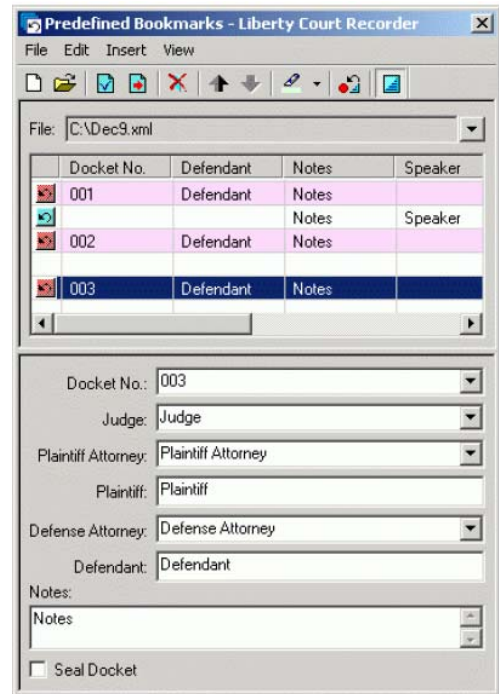 Predefined Bookmarks - Liberty Court Recorder
File Edit Insert View
File: C:\Dec9.xml
Docket No. Defendant Notes Speaker
001 Defendant Notes
Notes Speaker
002 Defendant Notes
003 Defendant Notes
Docket No.: 003
Judge: Judge
Plaintiff Attorney: Plaintiff Attorney
Plaintiff: Plaintiff
Defense Attorney: Defense Attorney
Defendant: Defendant
Notes:
Notes
Seal Docket